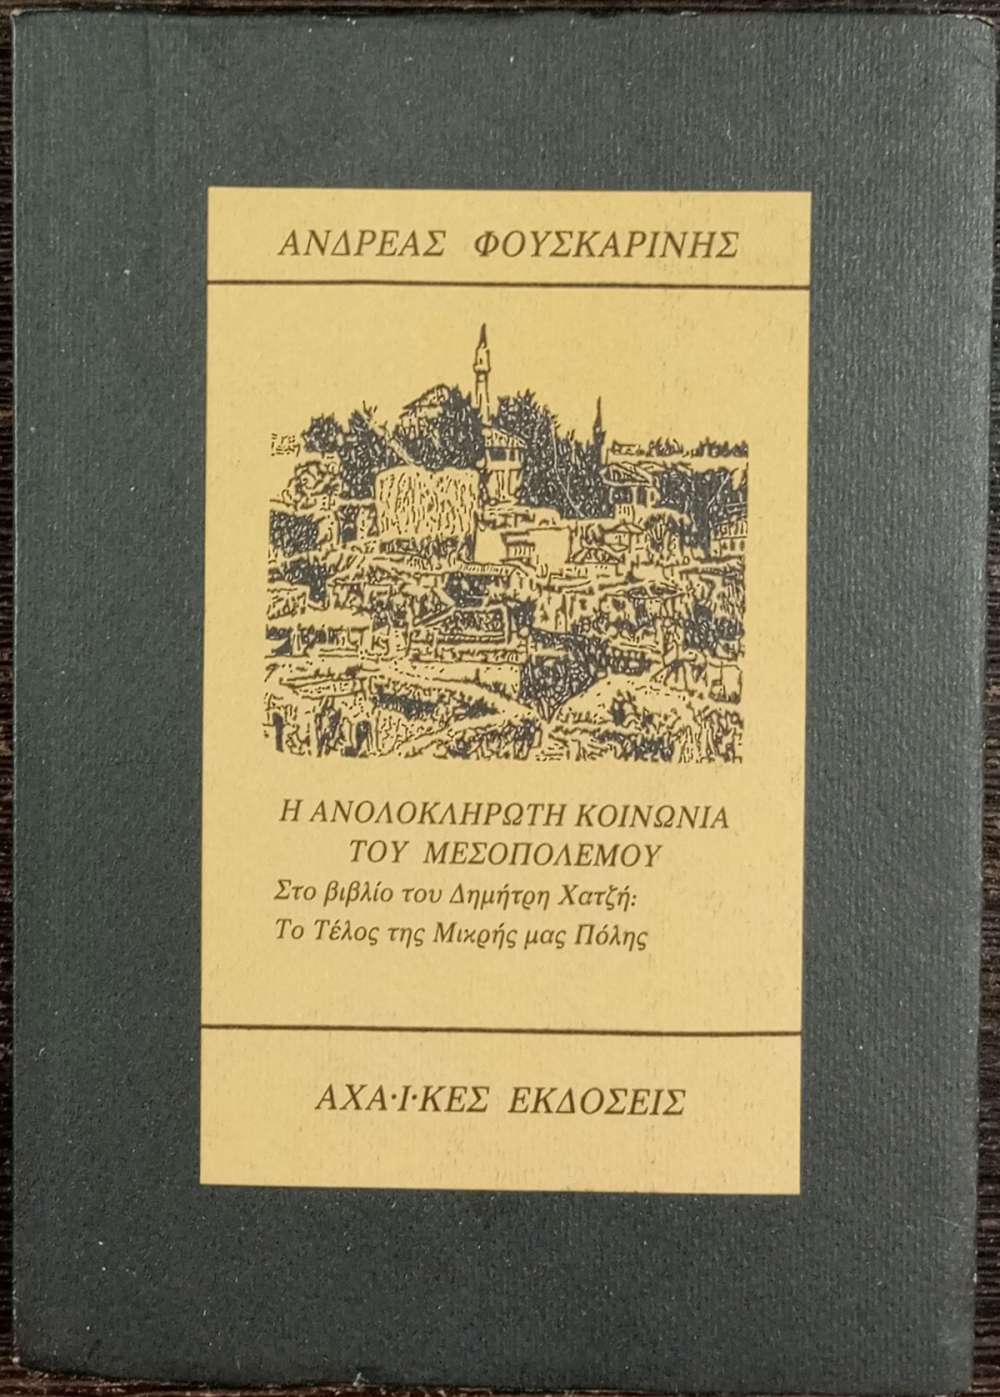 ΑΝΔΡΕΑΣ ΦΟΥΣΚΑΡΙΝΗΣ
Η ΑΝΟΛΟΚΛΗΡΩΤΗ ΚΟΙΝΩΝΙΑ
ΤΟΥ ΜΕΣΟΠΟΛΕΜΟΥ
Στο βιβλίο του Δημήτρη Χατζή:
Το Τέλος της Μικρής μας Πόλης
ΑΧΑ·Ι·ΚΕΣ ΕΚΔΟΣΕΙΣ